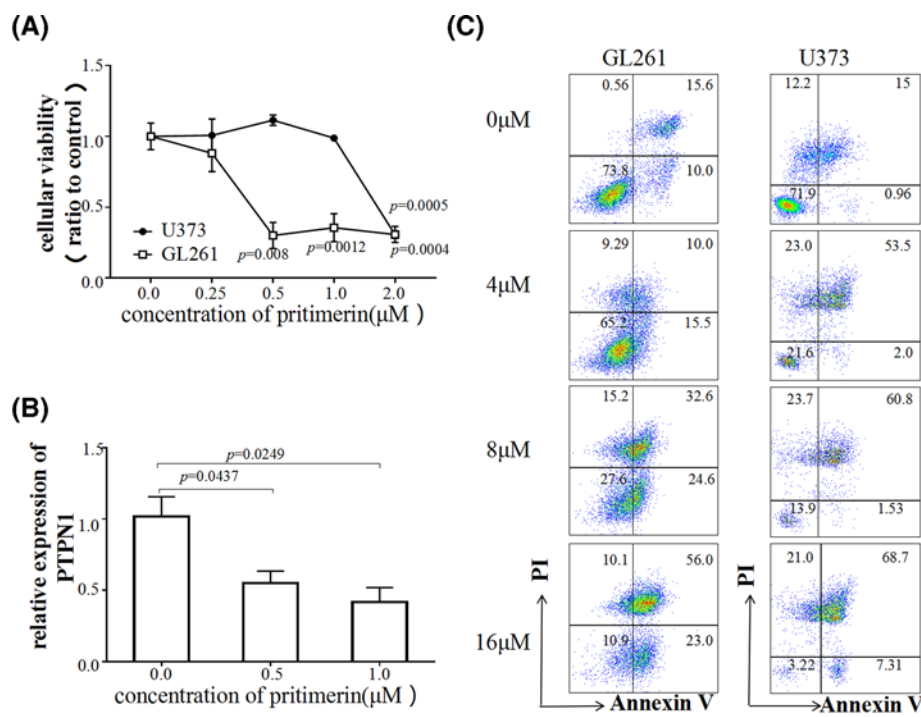 (A)
cellular viability
( ratio to control )
1.5
1.0
0.5
0.0
U373
GL261
p=0.008
p=0.0012
p=0.0005
p=0.0004
0.0 0.25 0.5 1.0 2.0
concentration of pritimerin(μM )
(B)
relative expression of
PTPN1
1.5
1.0
0.5
0.0
p=0.0249
p=0.0437
0.0 0.5 1.0
concentration of pritimerin(μM )
(C)
GL261 U373
0μM
0.56 15.6
73.8 10.0
12.2 15
71.9 0.96
4μM
9.29 10.0
65.2 15.5
23.0 53.5
21.6 2.0
8μM
15.2 32.6
27.6 24.6
23.7 60.8
13.9 1.53
16μM
10.1 56.0
10.9 23.0
21.0 68.7
3.22 7.31
PI
Annexin V
PI
Annexin V